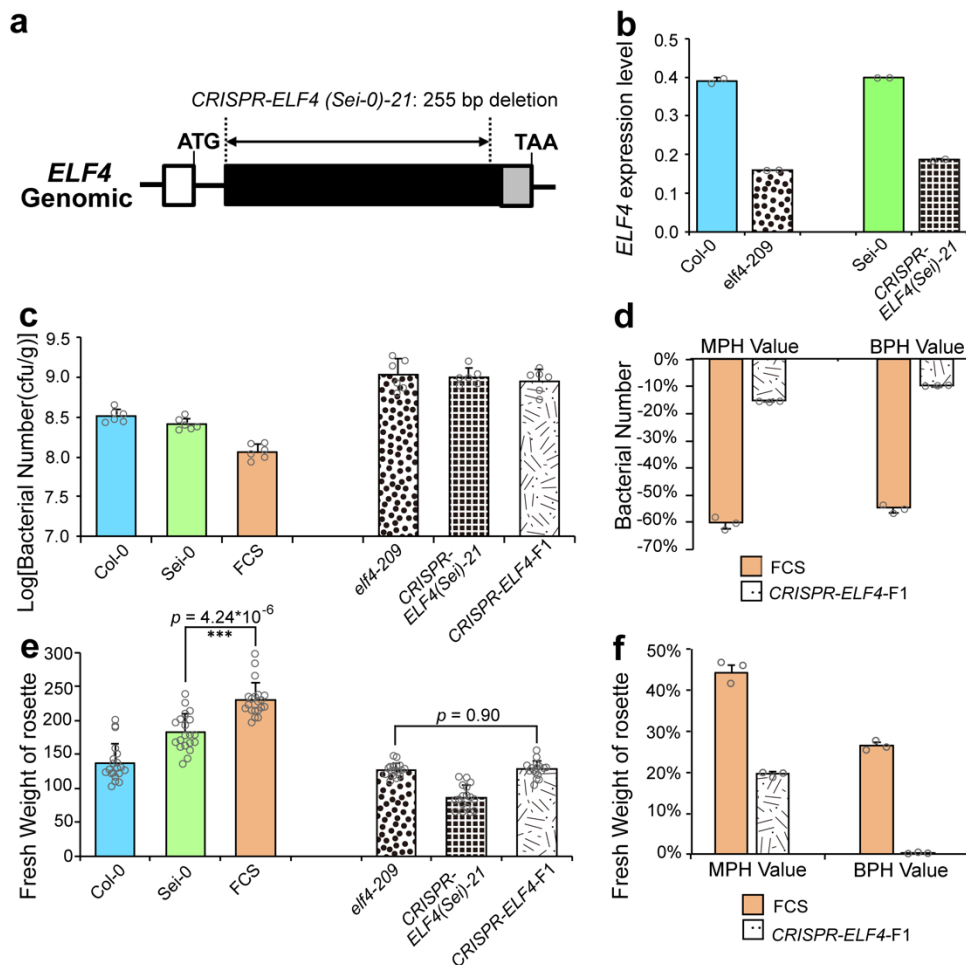 a
CRISPR-ELF4 (Sei-0)-21: 255 bp deletion
ATG
TAA
ELF4
Genomic
b
ELF4 expression level
0.5
0.4
0.3
0.2
0.1
0.0
Col-0
elf4-209
Sei-0
CRISPR-
ELF4(Sei)-21
c
Log[Bacterial Number(cfu/g)]
9.5
9.0
8.5
8.0
7.5
7.0
Col-0
Sei-0
FCS
elf4-209
CRISPR-
ELF4(Sei)-21
CRISPR-ELF4-F1
d
MPH Value
BPH Value
Bacterial Number
0%
-10%
-20%
-30%
-40%
-50%
-60%
-70%
FCS
CRISPR-ELF4-F1
e
p = 4.24*10-6
***
p = 0.90
Fresh Weight of rosette
300
250
200
150
100
50
0
Col-0
Sei-0
FCS
elf4-209
CRISPR-
ELF4(Sei)-21
CRISPR-ELF4-F1
f
Fresh Weight of rosette
50%
40%
30%
20%
10%
0%
MPH Value
BPH Value
FCS
CRISPR-ELF4-F1